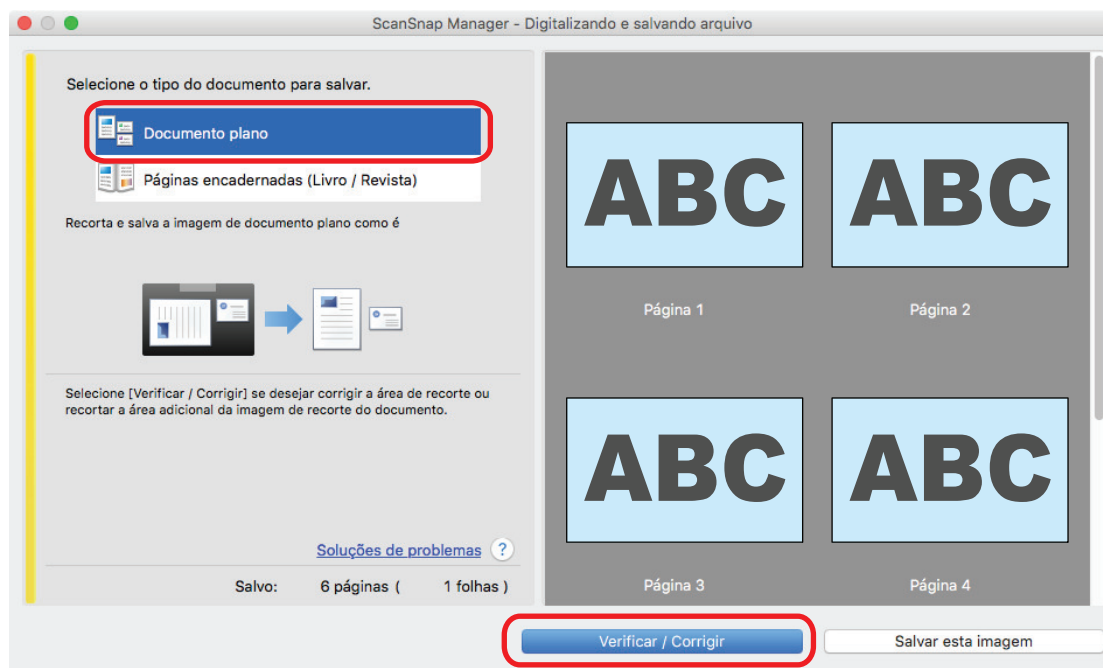 ScanSnap Manager - Digitalizando e salvando arquivo
Selecione o tipo do documento para salvar.
Documento plano
Páginas encadernadas (Livro / Revista)
Recorta e salva a imagem de documento plano como é
Selecione [Verificar / Corrigir] se desejar corrigir a área de recorte ou
recortar a área adicional da imagem de recorte do documento.
Soluções de problemas ?
Salvo: 6 páginas ( 1 folhas )
ABC ABC
Página 1 Página 2
ABC ABC
Página 3 Página 4
Verificar / Corrigir Salvar esta imagem